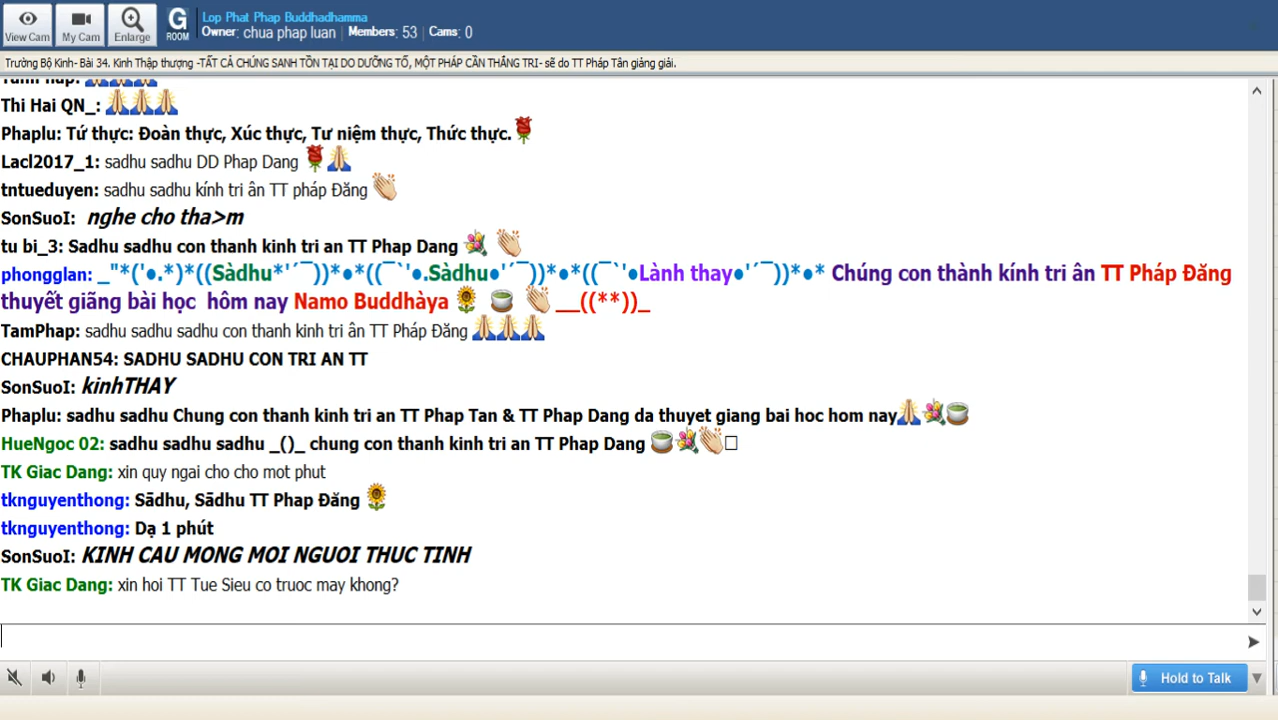 View Cam
My Cam
Enlarge
G
ROOM
Lop Phat Phap Buddhadhamma
Owner: chua phap luan | Members: 53 | Cams: 0
Trường Bộ Kinh- Bài 34. Kinh Thập thượng -TẤT CẢ CHÚNG SANH TỒN TẠI DO DƯỠNG TỐ, MỘT PHÁP CẦN THẮNG TRI- sẽ do TT Pháp Tân giảng giải.
Thi Hai QN_: 🙏🙏🙏
Phaplu: Tứ thực: Đoàn thực, Xúc thực, Tư niệm thực, Thức thực.🌹
Lacl2017_1: sadhu sadhu DD Phap Dang 🌹🙏
tntueduyen: sadhu sadhu kính tri ân TT pháp Đăng 👏
SonSuoI: nghe cho tha>m
tu bi_3: Sadhu sadhu con thanh kinh tri an TT Phap Dang 💐 👏
phongglan: _"*('•.*)*((Sàdhu*'´¯))*•*((¯`'•.Sàdhu•'´¯))*•*((¯`'•Lành thay•'´¯))*•* Chúng con thành kính tri ân TT Pháp Đăng
thuyết giãng bài học hôm nay Namo Buddhàya 🌻 🍵 👏 __((**))_
TamPhap: sadhu sadhu sadhu con thanh kinh tri ân TT Pháp Đăng 🙏🙏🙏
CHAUPHAN54: SADHU SADHU CON TRI AN TT
SonSuoI: kinhTHAY
Phaplu: sadhu sadhu Chung con thanh kinh tri an TT Phap Tan & TT Phap Dang da thuyet giang bai hoc hom nay🙏💐🍵
HueNgoc 02: sadhu sadhu sadhu _()_ chung con thanh kinh tri an TT Phap Dang 🍵💐👏□
TK Giac Dang: xin quy ngai cho cho mot phut
tknguyenthong: Sādhu, Sādhu TT Phap Đăng 🌻
tknguyenthong: Dạ 1 phút
SonSuoI: KINH CAU MONG MOI NGUOI THUC TINH
TK Giac Dang: xin hoi TT Tue Sieu co truoc may khong?
Hold to Talk